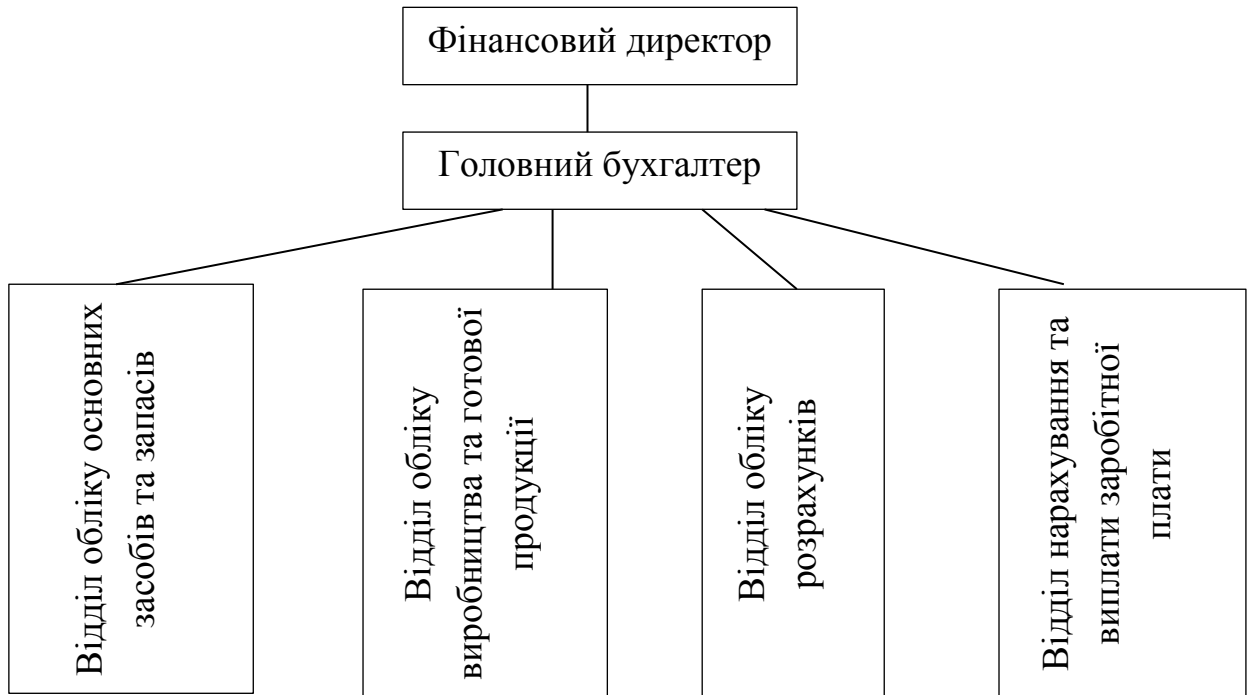 Фінансовий директор
Головний бухгалтер
Відділ обліку основних
засобів та запасів
Відділ обліку
виробництва та готової
продукції
Відділ обліку
розрахунків
Відділ нарахування та
виплати заробітної
плати